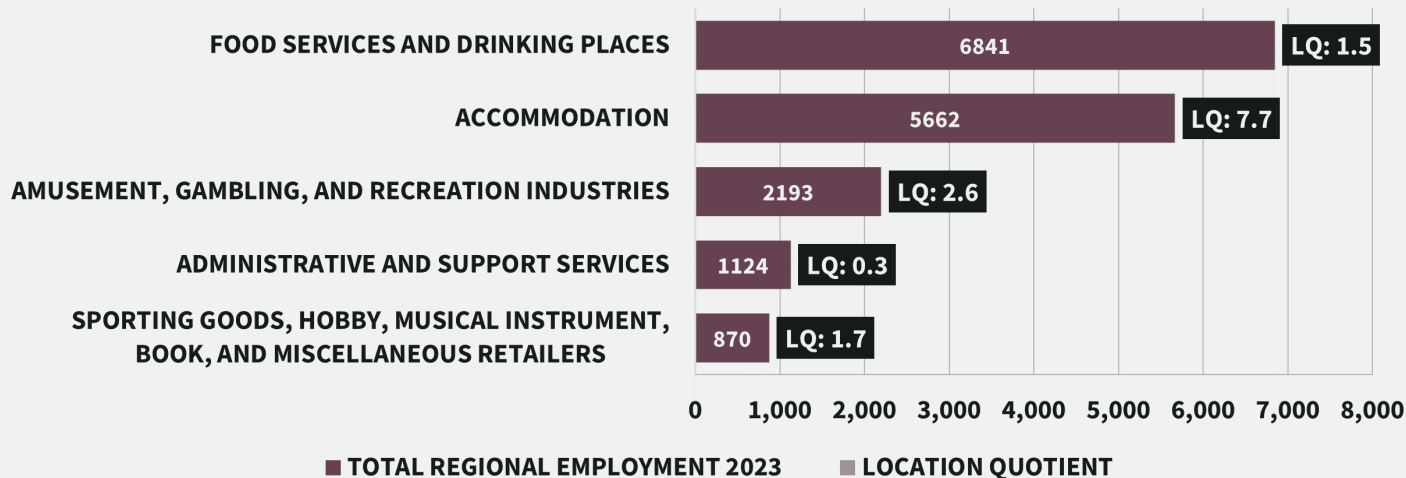 FOOD SERVICES AND DRINKING PLACES
6841
LQ: 1.5
ACCOMMODATION
5662
LQ: 7.7
AMUSEMENT, GAMBLING, AND RECREATION INDUSTRIES
2193
LQ: 2.6
ADMINISTRATIVE AND SUPPORT SERVICES
1124
LQ: 0.3
SPORTING GOODS, HOBBY, MUSICAL INSTRUMENT,
BOOK, AND MISCELLANEOUS RETAILERS
870
LQ: 1.7
0 1,000 2,000 3,000 4,000 5,000 6,000 7,000 8,000
TOTAL REGIONAL EMPLOYMENT 2023 LOCATION QUOTIENT